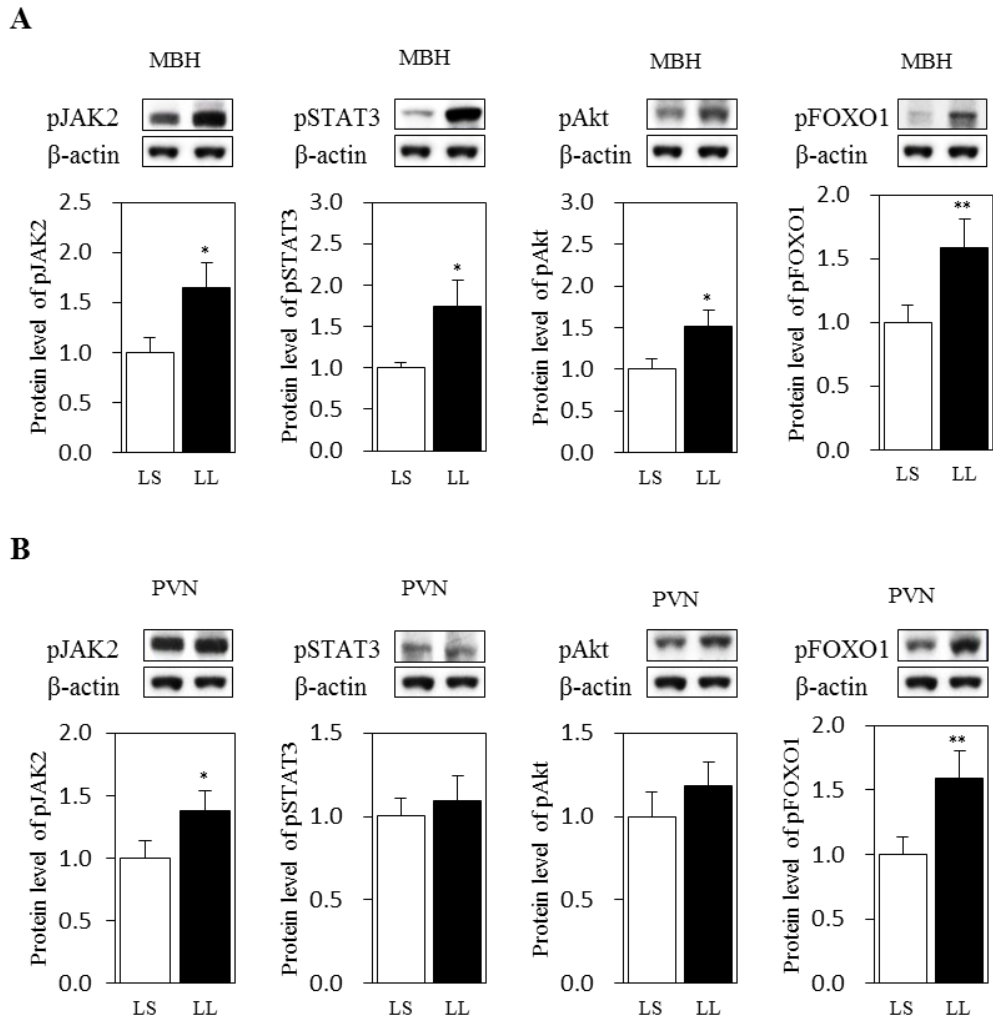 A
MBH
MBH
MBH
MBH
pJAK2
pSTAT3
pAkt
pFOXO1
β-actin
β-actin
β-actin
β-actin
Protein level of pJAK2
2.5
2.0
1.5
1.0
0.5
0.0
*
LS LL
Protein level of pSTAT3
3.0
2.5
2.0
1.5
1.0
0.5
0.0
*
LS LL
Protein level of pAkt
3.0
2.5
2.0
1.5
1.0
0.5
0.0
*
LS LL
Protein level of pFOXO1
2.0
1.5
1.0
0.5
0.0
**
LS LL
B
PVN
PVN
PVN
PVN
pJAK2
pSTAT3
pAkt
pFOXO1
β-actin
β-actin
β-actin
β-actin
Protein level of pJAK2
2.0
1.5
1.0
0.5
0.0
*
LS LL
Protein level of pSTAT3
1.5
1.0
0.5
0.0
LS LL
Protein level of pAkt
1.5
1.0
0.5
0.0
LS LL
Protein level of pFOXO1
2.0
1.5
1.0
0.5
0.0
**
LS LL